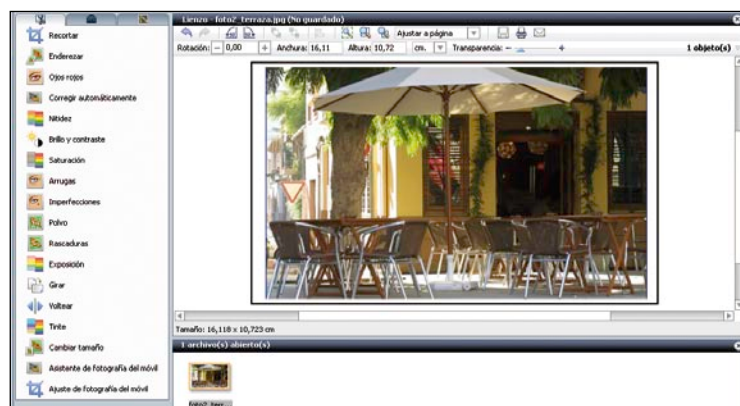 Recortar
Enderezar
Ojos rojos
Corregir automáticamente
Nitidez
Brillo y contraste
Saturación
Arrugas
Imperfecciones
Polvo
Rascaduras
Exposición
Girar
Voltear
Tinte
Cambiar tamaño
Asistente de fotografía del móvil
Ajuste de fotografía del móvil
Lienzo - foto2_terraza.jpg (No guardado)
Ajustar a página
Rotación: 0,00 Anchura: 16,11 Altura: 10,72 cm. Transparencia: 1 objeto(s)
Tamaño: 16,118 x 10,723 cm
1 archivo(s) abierto(s)